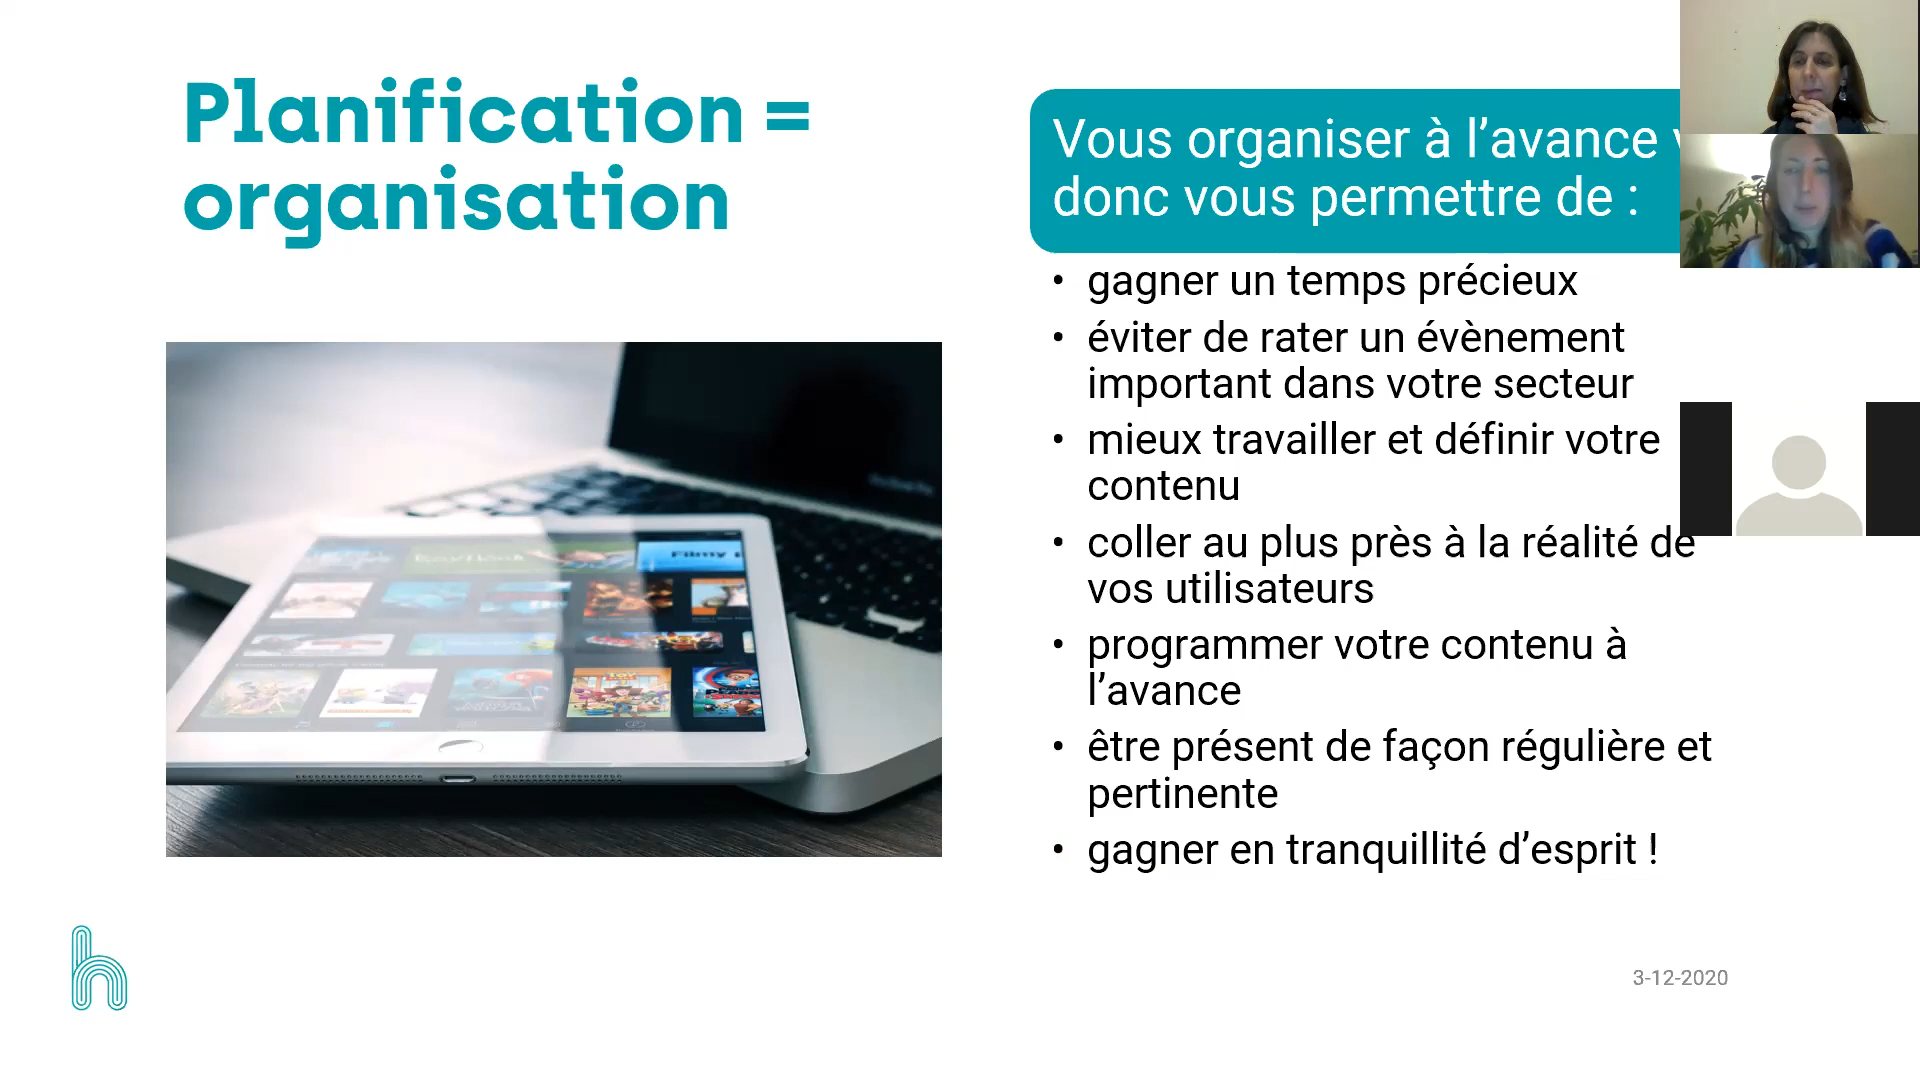 Planification =
organisation
Vous organiser à l’avance
donc vous permettre de :
• gagner un temps précieux
• éviter de rater un évènement
important dans votre secteur
• mieux travailler et définir votre
contenu
• coller au plus près à la réalité de
vos utilisateurs
• programmer votre contenu à
l’avance
• être présent de façon régulière et
pertinente
• gagner en tranquillité d’esprit !
3-12-2020